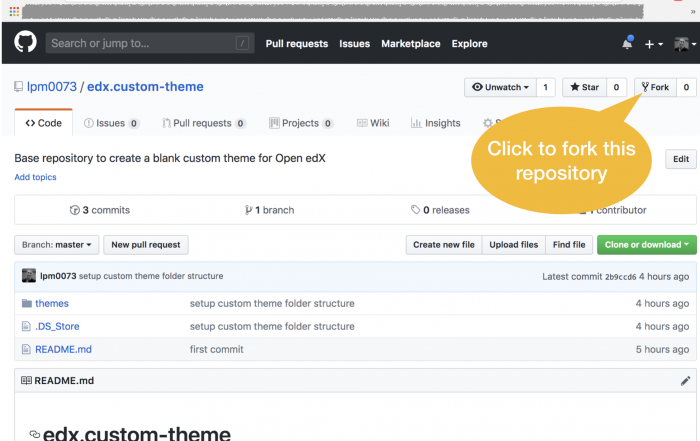 Search or jump to... /
Pull requests Issues Marketplace Explore
lpm0073 / edx.custom-theme
Unwatch 1 Star 0 Fork 0
Code Issues 0 Pull requests 0 Projects 0 Wiki Insights
Click to fork this
repository
Base repository to create a blank custom theme for Open edX
Edit
Add topics
3 commits 1 branch 0 releases contributor
Branch: master New pull request Create new file Upload files Find file Clone or download
lpm0073 setup custom theme folder structure Latest commit 2b9ccd6 4 hours ago
themes setup custom theme folder structure 4 hours ago
.DS_Store setup custom theme folder structure 4 hours ago
README.md first commit 5 hours ago
README.md
edx.custom-theme